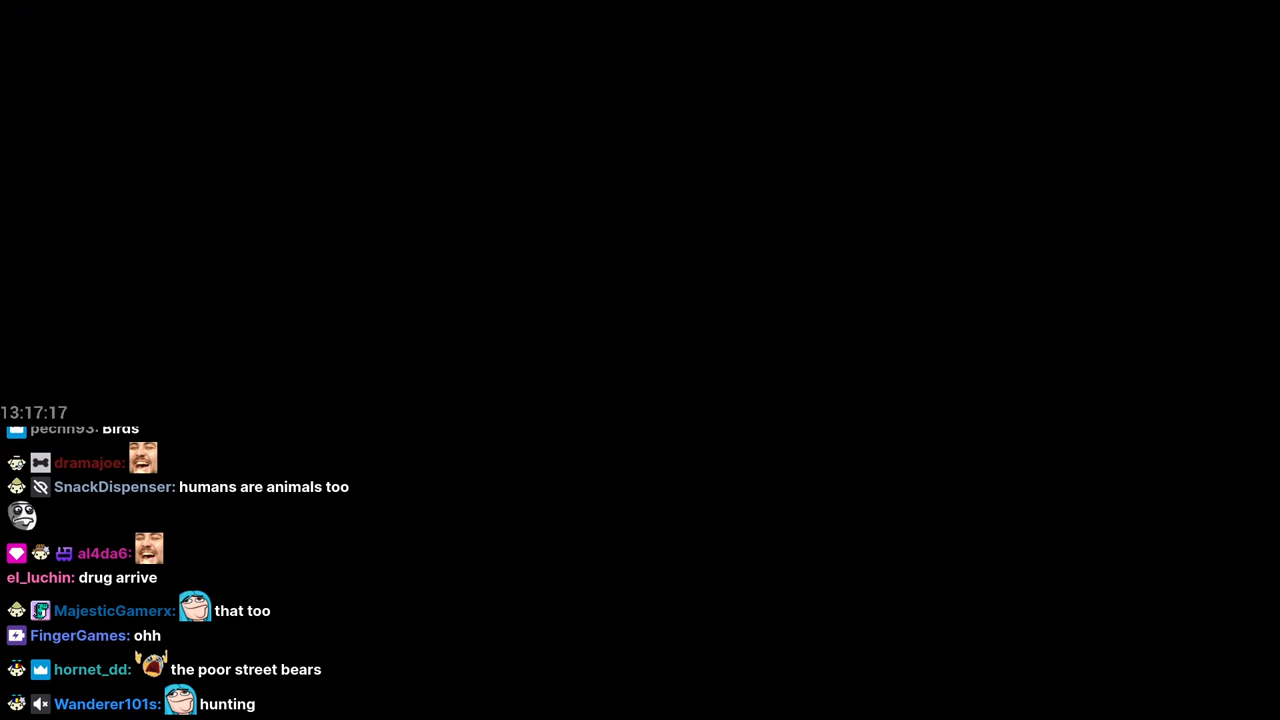 13:17:17
pechn93: Birds
dramajoe:
SnackDispenser: humans are animals too
al4da6:
el_luchin: drug arrive
MajesticGamerx: that too
FingerGames: ohh
hornet_dd: the poor street bears
Wanderer101s: hunting